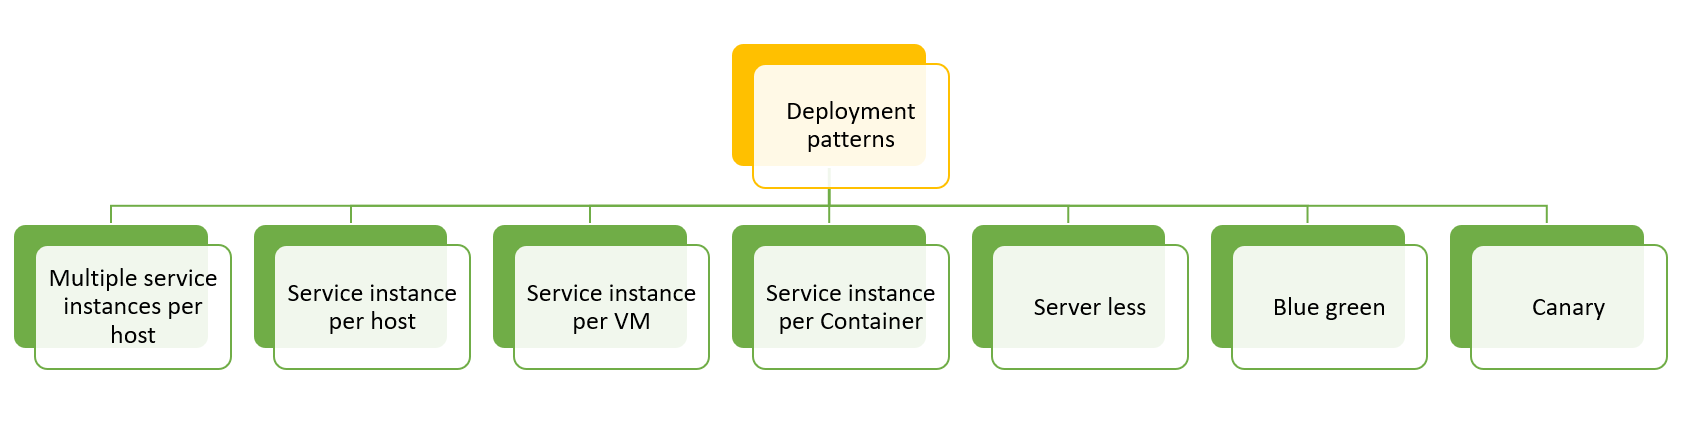 Deployment
patterns
Multiple service
instances per
host
Service instance
per host
Service instance
per VM
Service instance
per Container
Server less
Blue green
Canary